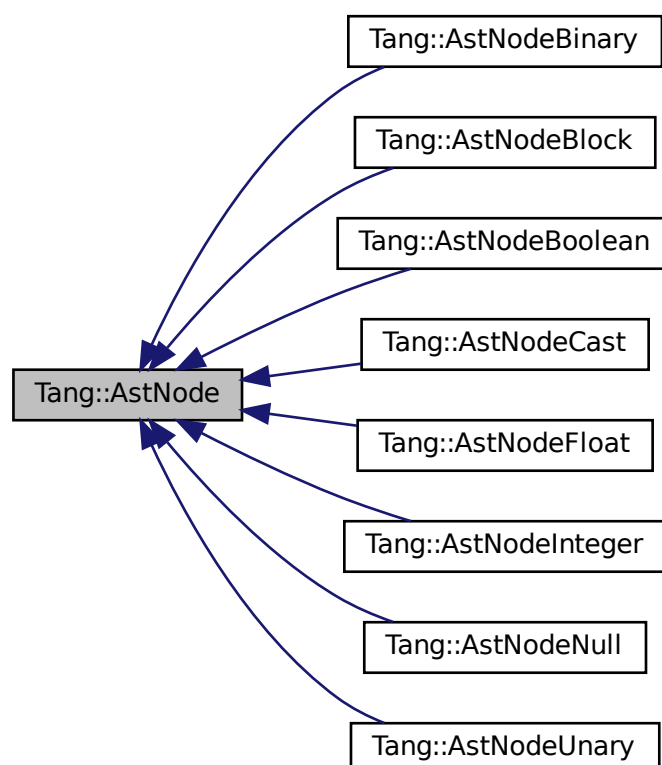 Tang::AstNodeBinary
Tang::AstNodeBlock
Tang::AstNodeBoolean
Tang::AstNodeCast
Tang::AstNode
Tang::AstNodeFloat
Tang::AstNodeInteger
Tang::AstNodeNull
Tang::AstNodeUnary